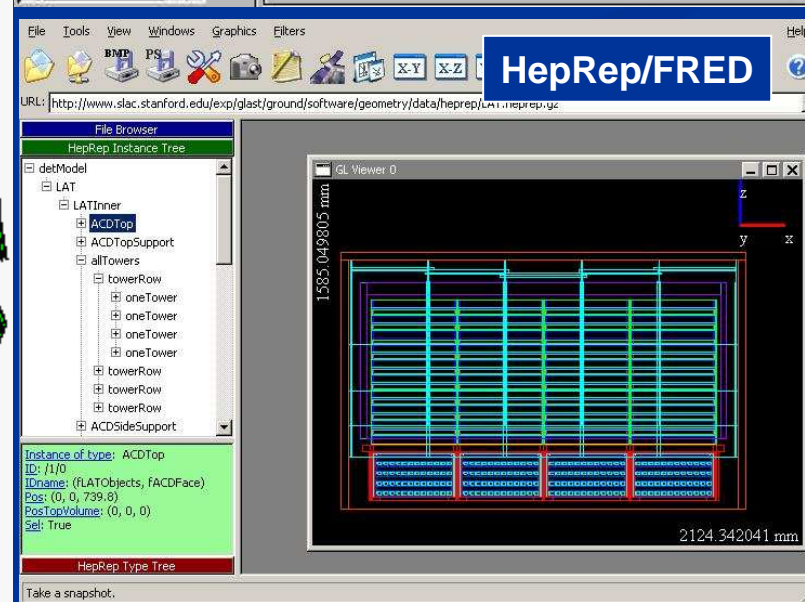 File Tools View Windows Graphics Filters Help
BMP PS X-Y X-Z
HepRep/FRED
URL: http://www.slac.stanford.edu/exp/glast/ground/software/geometry/data/heprep/LAT.heprep.gz
File Browser
HepRep Instance Tree
detModel
LAT
LATInner
ACDTop
ACDTopSupport
allTowers
towerRow
oneTower
oneTower
oneTower
oneTower
towerRow
towerRow
towerRow
ACDSideSupport
Instance of type: ACDTop
ID: /1/0
IDname: (fLATObjects, fACDFace)
Pos: (0, 0, 739.8)
PosTopVolume: (0, 0, 0)
Sel: True
HepRep Type Tree
Take a snapshot.
GL Viewer 0
1585.049805 mm
z
y x
2124.342041 mm